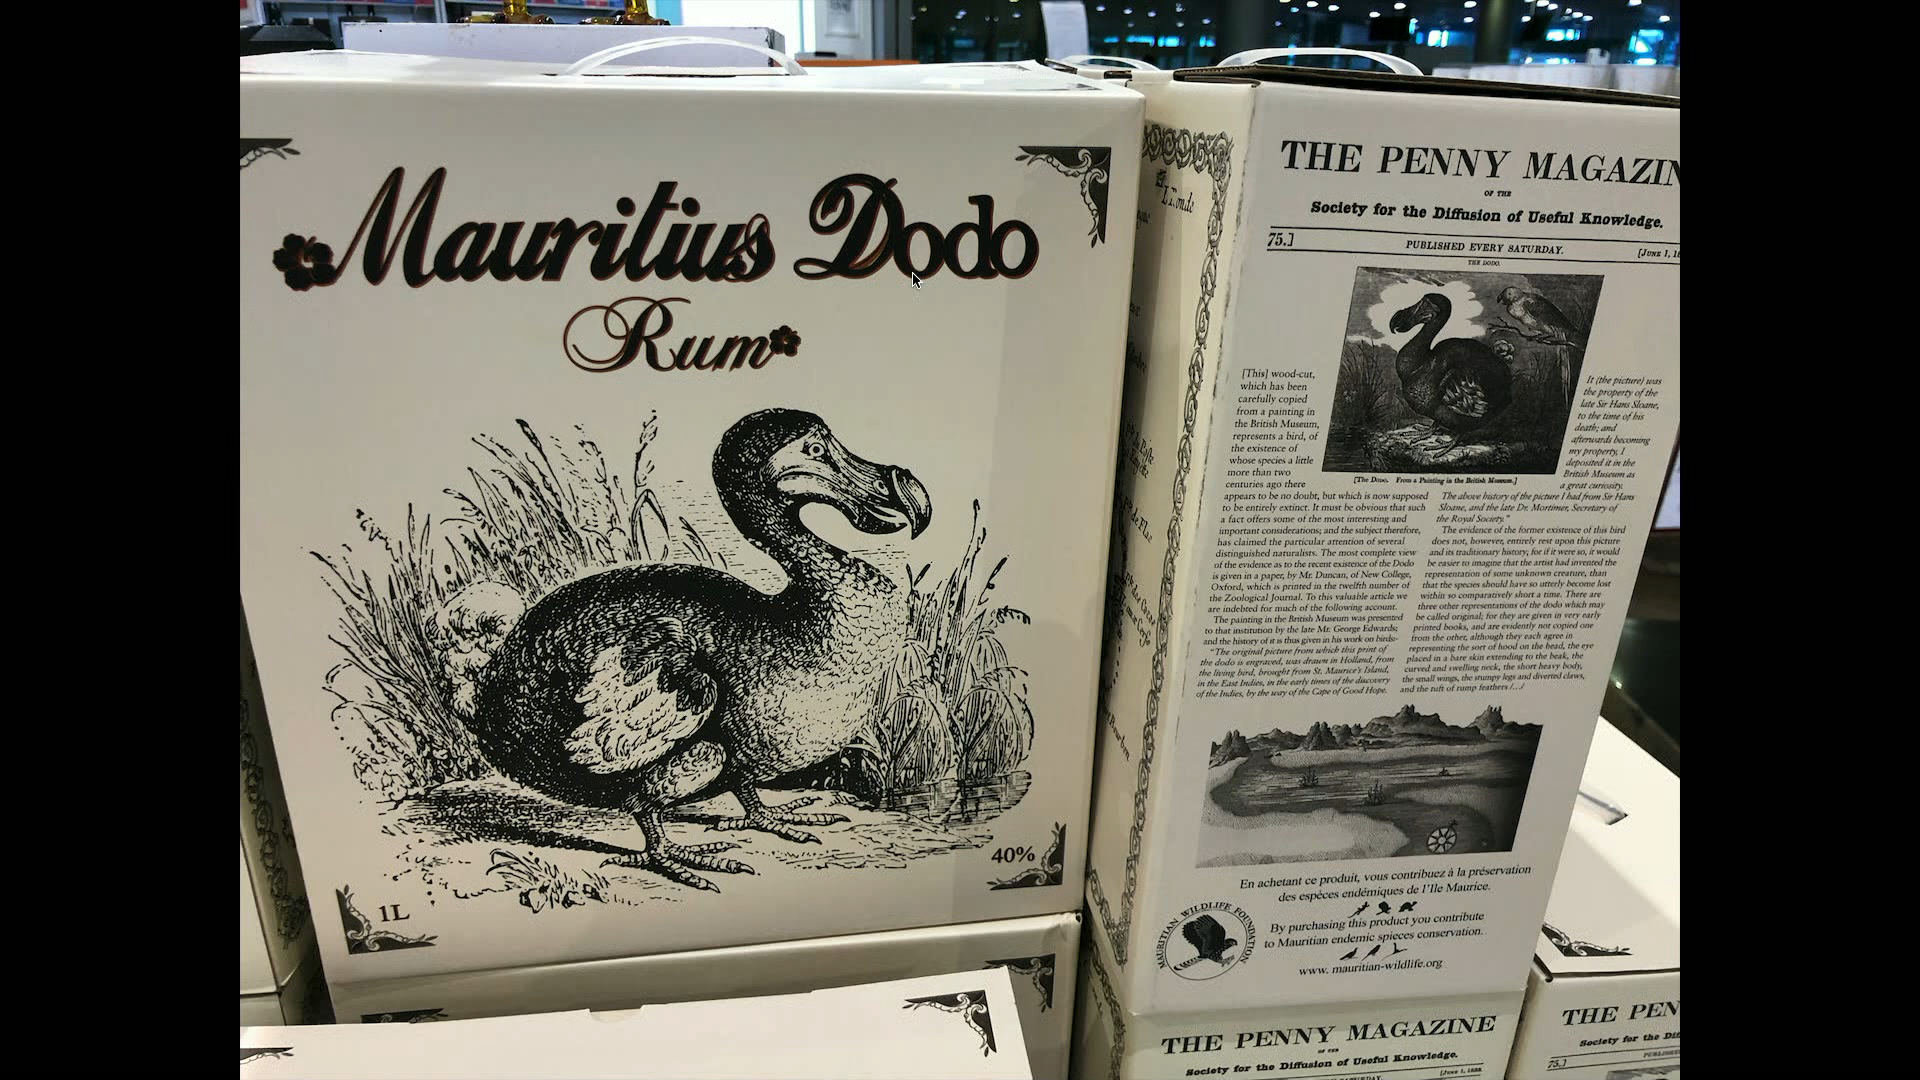 Mauritius Dodo
Rum
40%
1L
THE PENNY MAGAZIN
OF THE
Society for the Diffusion of Useful Knowledge.
75.]
PUBLISHED EVERY SATURDAY.
[JUNE 1, 18
THE DODO.
[This] wood-cut,
which has been
carefully copied
from a painting in
the British Museum,
represents a bird, of
the existence of
whose species a little
more than two
centuries ago there
appears to be no doubt, but which is now supposed
to be entirely extinct. It must be obvious that such
a fact offers some of the most interesting and
important considerations; and the subject therefore,
has claimed the particular attention of several
distinguished naturalists. The most complete view
of the evidence as to the recent existence of the Dodo
is given in a paper, by Mr. Duncan, of New College,
Oxford, which is printed in the twelfth number of
the Zoological Journal. To this valuable article we
are indebted for much of the following account.
The painting in the British Museum was presented
to that institution by the late Mr. George Edwards;
and the history of it is thus given in his work on birds-
"The original picture from which this print of
the dodo is engraved, was drawn in Holland, from
the living bird, brought from St. Maurice's Island,
in the East Indies, in the early times of the discovery
of the Indies, by the way of the Cape of Good Hope.
It (the picture) was
the property of the
late Sir Hans Sloane,
to the time of his
death; and
afterwards becoming
my property, I
deposited it in the
British Museum as
a great curiosity.
[The Dodo. From a Painting in the British Museum.]
The above history of the picture I had from Sir Hans
Sloane, and the late Dr. Mortimer, Secretary of
the Royal Society."
The evidence of the former existence of this bird
does not, however, entirely rest upon this picture
and its traditionary history; for if it were so, it would
be easier to imagine that the artist had invented the
representation of some unknown creature, than
that the species should have so utterly become lost
within so comparatively short a time. There are
three other representations of the dodo which may
be called original; for they are given in very early
printed books, and are evidently not copied one
from the other, although they each agree in
representing the sort of hood on the head, the eye
placed in a bare skin extending to the beak, the
curved and swelling neck, the short heavy body,
the small wings, the stumpy legs and diverted claws,
and the tuft of rump feathers /.../
En achetant ce produit, vous contribuez à la préservation
des espèces endémiques de l'Ile Maurice.
By purchasing this product you contribute
to Mauritian endemic spieces conservation.
www. mauritian-wildlife.org
MAURITIAN WILDLIFE FOUNDATION
THE PENNY MAGAZINE
OF THE
Society for the Diffusion of Useful Knowledge.
SATURDAY.
[JUNE 1, 1833.
THE PEN
Society for the Dif
75.]
PUBLISHED